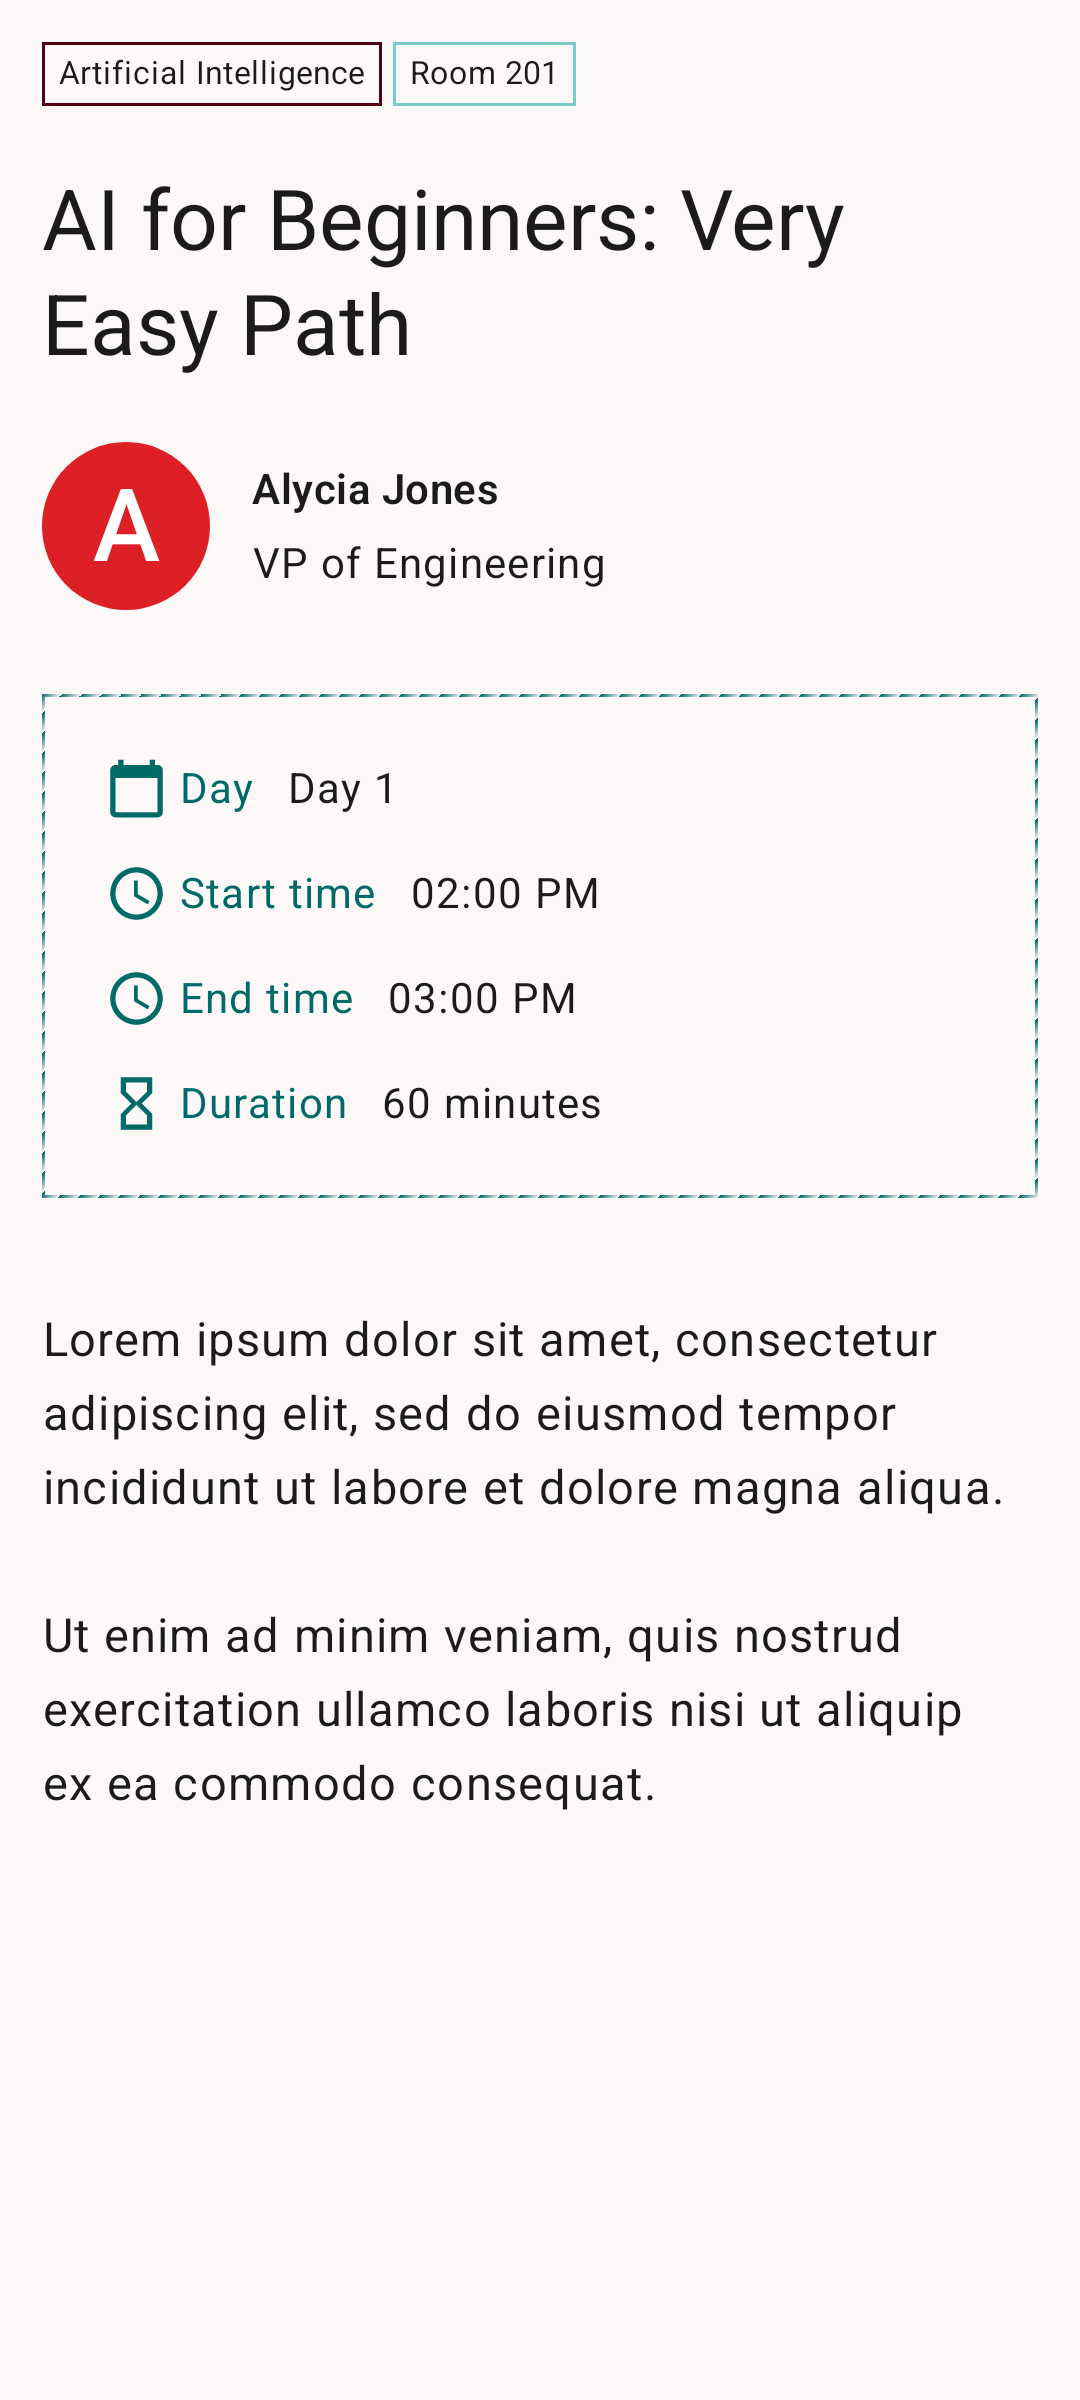 Artificial Intelligence Room 201
AI for Beginners: Very
Easy Path
A
Alycia Jones
VP of Engineering
Day Day 1
Start time 02:00 PM
End time 03:00 PM
Duration 60 minutes
Lorem ipsum dolor sit amet, consectetur
adipiscing elit, sed do eiusmod tempor
incididunt ut labore et dolore magna aliqua.
Ut enim ad minim veniam, quis nostrud
exercitation ullamco laboris nisi ut aliquip
ex ea commodo consequat.